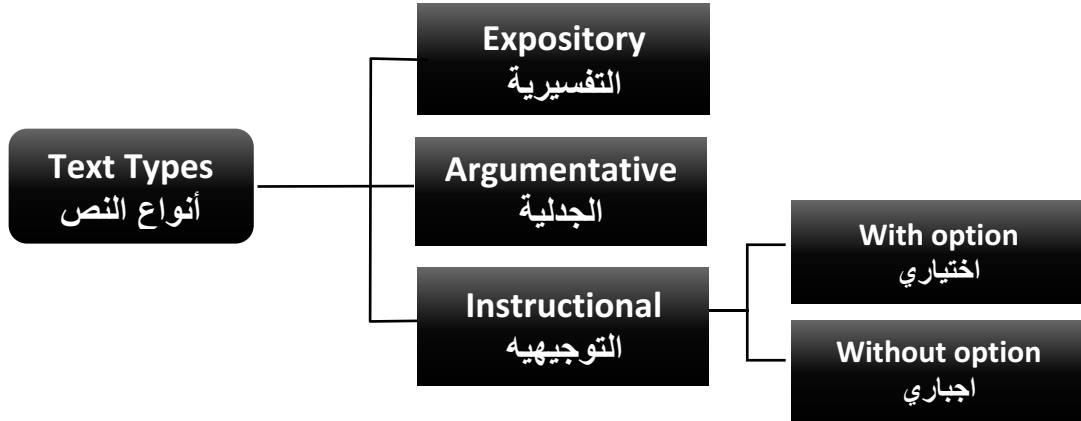 Text Types
أنواع النص
Expository
التفسيرية
Argumentative
الجدلية
Instructional
التوجيهيه
With option
اختياري
Without option
اجباري